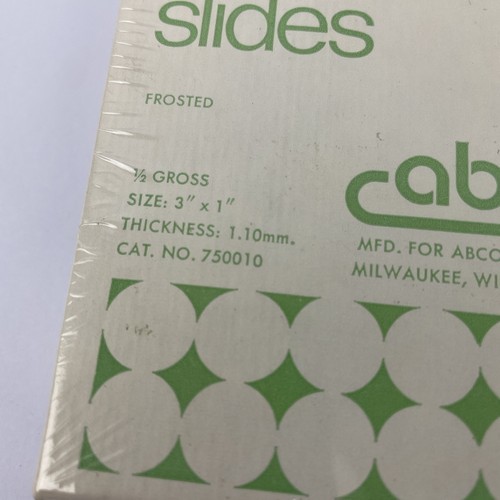 slides
FROSTED
½ GROSS
SIZE: 3" x 1"
THICKNESS: 1.10mm.
CAT. NO. 750010
ab
MFD. FOR ABCO
MILWAUKEE, WI